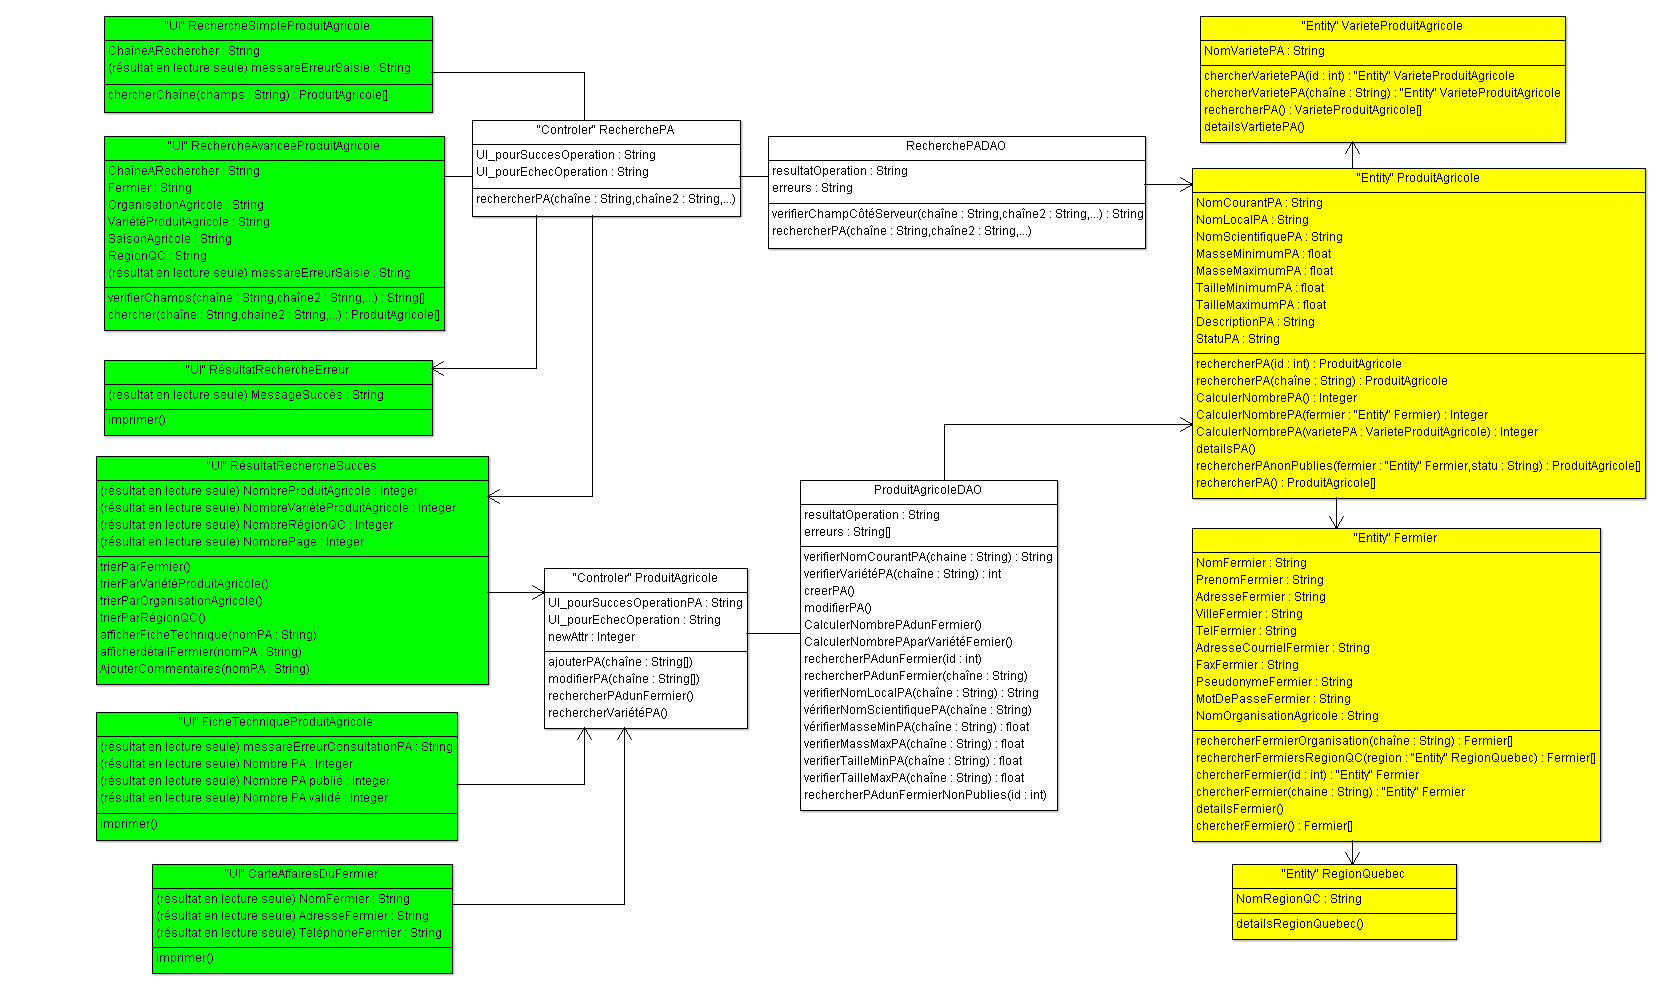 "UI" RechercheSimpleProduitAgricole
ChaîneARechercher : String
(résultat en lecture seule) messareErreurSaisie : String
chercherChaîne(champs : String) : ProduitAgricole[]
"UI" RechercheAvanceeProduitAgricole
ChaîneARechercher : String
Fermier : String
OrganisationAgricole : String
VariétéProduitAgricole : String
SaisonAgricole : String
RegionQC : String
(résultat en lecture seule) messareErreurSaisie : String
verifierChamps(chaîne : String,chaîne2 : String,...) : String[]
chercher(chaîne : String,chaîne2 : String,...) : ProduitAgricole[]
"UI" RésultatRechercheErreur
(résultat en lecture seule) MessageSuccès : String
imprimer()
"UI" RésultatRechercheSuccès
(résultat en lecture seule) NombreProduitAgricole : Integer
(résultat en lecture seule) NombreVariétéProduitAgricole : Integer
(résultat en lecture seule) NombreRégionQC : Integer
(résultat en lecture seule) NombrePage : Integer
trierParFermier()
trierParVariétéProduitAgricole()
trierParOrganisationAgricole()
trierParRégionQC()
afficherFicheTechnique(nomPA : String)
afficherdétailFermier(nomPA : String)
AjouterCommentaires(nomPA : String)
"UI" FicheTechniqueProduitAgricole
(résultat en lecture seule) messareErreurConsultationPA : String
(résultat en lecture seule) Nombre PA : Integer
(résultat en lecture seule) Nombre PA publié : Integer
(résultat en lecture seule) Nombre PA validé : Integer
imprimer()
"UI" CarteAffairesDuFermier
(résultat en lecture seule) NomFermier : String
(résultat en lecture seule) AdresseFermier : String
(résultat en lecture seule) TéléphoneFermier : String
imprimer()
"Controler" RecherchePA
UI_pourSuccesOperation : String
UI_pourEchecOperation : String
rechercherPA(chaîne : String,chaîne2 : String,...)
"Controler" ProduitAgricole
UI_pourSuccesOperationPA : String
UI_pourEchecOperation : String
newAttr : Integer
ajouterPA(chaîne : String[])
modifierPA(chaîne : String[])
rechercherPAdunFermier()
rechercherVariétéPA()
RecherchePADAO
resultatOperation : String
erreurs : String
verifierChampCôtéServeur(chaîne : String,chaîne2 : String,...) : String
rechercherPA(chaîne : String,chaîne2 : String,...)
ProduitAgricoleDAO
resultatOperation : String
erreurs : String[]
verifierNomCourantPA(chaine : String) : String
verifierVariétéPA(chaîne : String) : int
creerPA()
modifierPA()
CalculerNombrePAdunFermier()
CalculerNombrePAparVariétéFemier()
rechercherPAdunFermier(id : int)
rechercherPAdunFermier(chaîne : String)
verifierNomLocalPA(chaîne : String) : String
vérifierNomScientifiquePA(chaîne : String)
vérifierMasseMinPA(chaîne : String) : float
verifierMassMaxPA(chaîne : String) : float
verifierTailleMinPA(chaîne : String) : float
verifierTailleMaxPA(chaîne : String) : float
rechercherPAdunFermierNonPublies(id : int)
"Entity" VarieteProduitAgricole
NomVarietePA : String
chercherVarietePA(id : int) : "Entity" VarieteProduitAgricole
chercherVarietePA(chaîne : String) : "Entity" VarieteProduitAgricole
rechercherPA() : VarieteProduitAgricole[]
detailsVartietePA()
"Entity" ProduitAgricole
NomCourantPA : String
NomLocalPA : String
NomScientifiquePA : String
MasseMinimumPA : float
MasseMaximumPA : float
TailleMinimumPA : float
TailleMaximumPA : float
DescriptionPA : String
StatuPA : String
rechercherPA(id : int) : ProduitAgricole
rechercherPA(chaîne : String) : ProduitAgricole
CalculerNombrePA() : Integer
CalculerNombrePA(fermier : "Entity" Fermier) : Integer
CalculerNombrePA(varietePA : VarieteProduitAgricole) : Integer
detailsPA()
rechercherPAnonPublies(fermier : "Entity" Fermier,statu : String) : ProduitAgricole[]
rechercherPA() : ProduitAgricole[]
"Entity" Fermier
NomFermier : String
PrenomFermier : String
AdresseFermier : String
VilleFermier : String
TelFermier : String
AdresseCourrielFermier : String
FaxFermier : String
PseudonymeFermier : String
MotDePasseFermier : String
NomOrganisationAgricole : String
rechercherFermierOrganisation(chaîne : String) : Fermier[]
rechercherFermiersRegionQC(region : "Entity" RegionQuebec) : Fermier[]
chercherFermier(id : int) : "Entity" Fermier
chercherFermier(chaine : String) : "Entity" Fermier
detailsFermier()
chercherFermier() : Fermier[]
"Entity" RegionQuebec
NomRegionQC : String
detailsRegionQuebec()